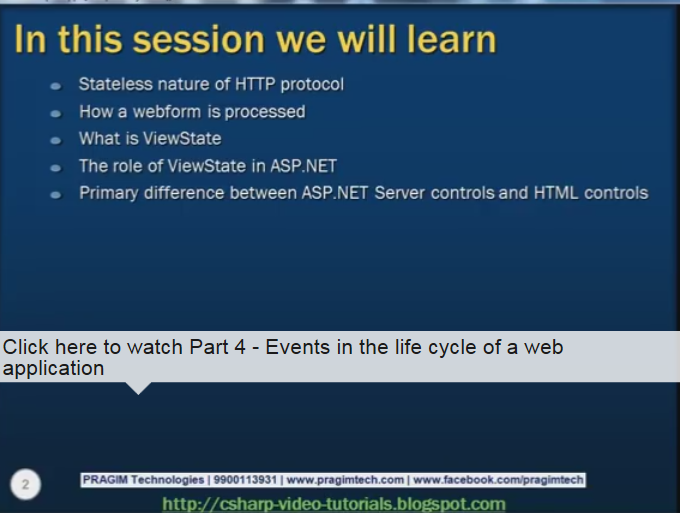 In this session we will learn
Stateless nature of HTTP protocol
How a webform is processed
What is ViewState
The role of ViewState in ASP.NET
Primary difference between ASP.NET Server controls and HTML controls
Click here to watch Part 4 - Events in the life cycle of a web
application
2
PRAGIM Technologies | 9900113931 | www.pragimtech.com | www.facebook.com/pragimtech
http://csharp-video-tutorials.blogspot.com